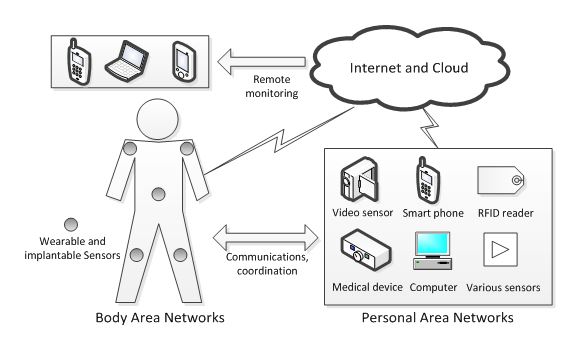 Internet and Cloud
Remote
monitoring
Video sensor
Smart phone
RFID reader
Wearable and
implantable Sensors
Communications,
coordination
Medical device
Computer
Various sensors
Body Area Networks
Personal Area Networks